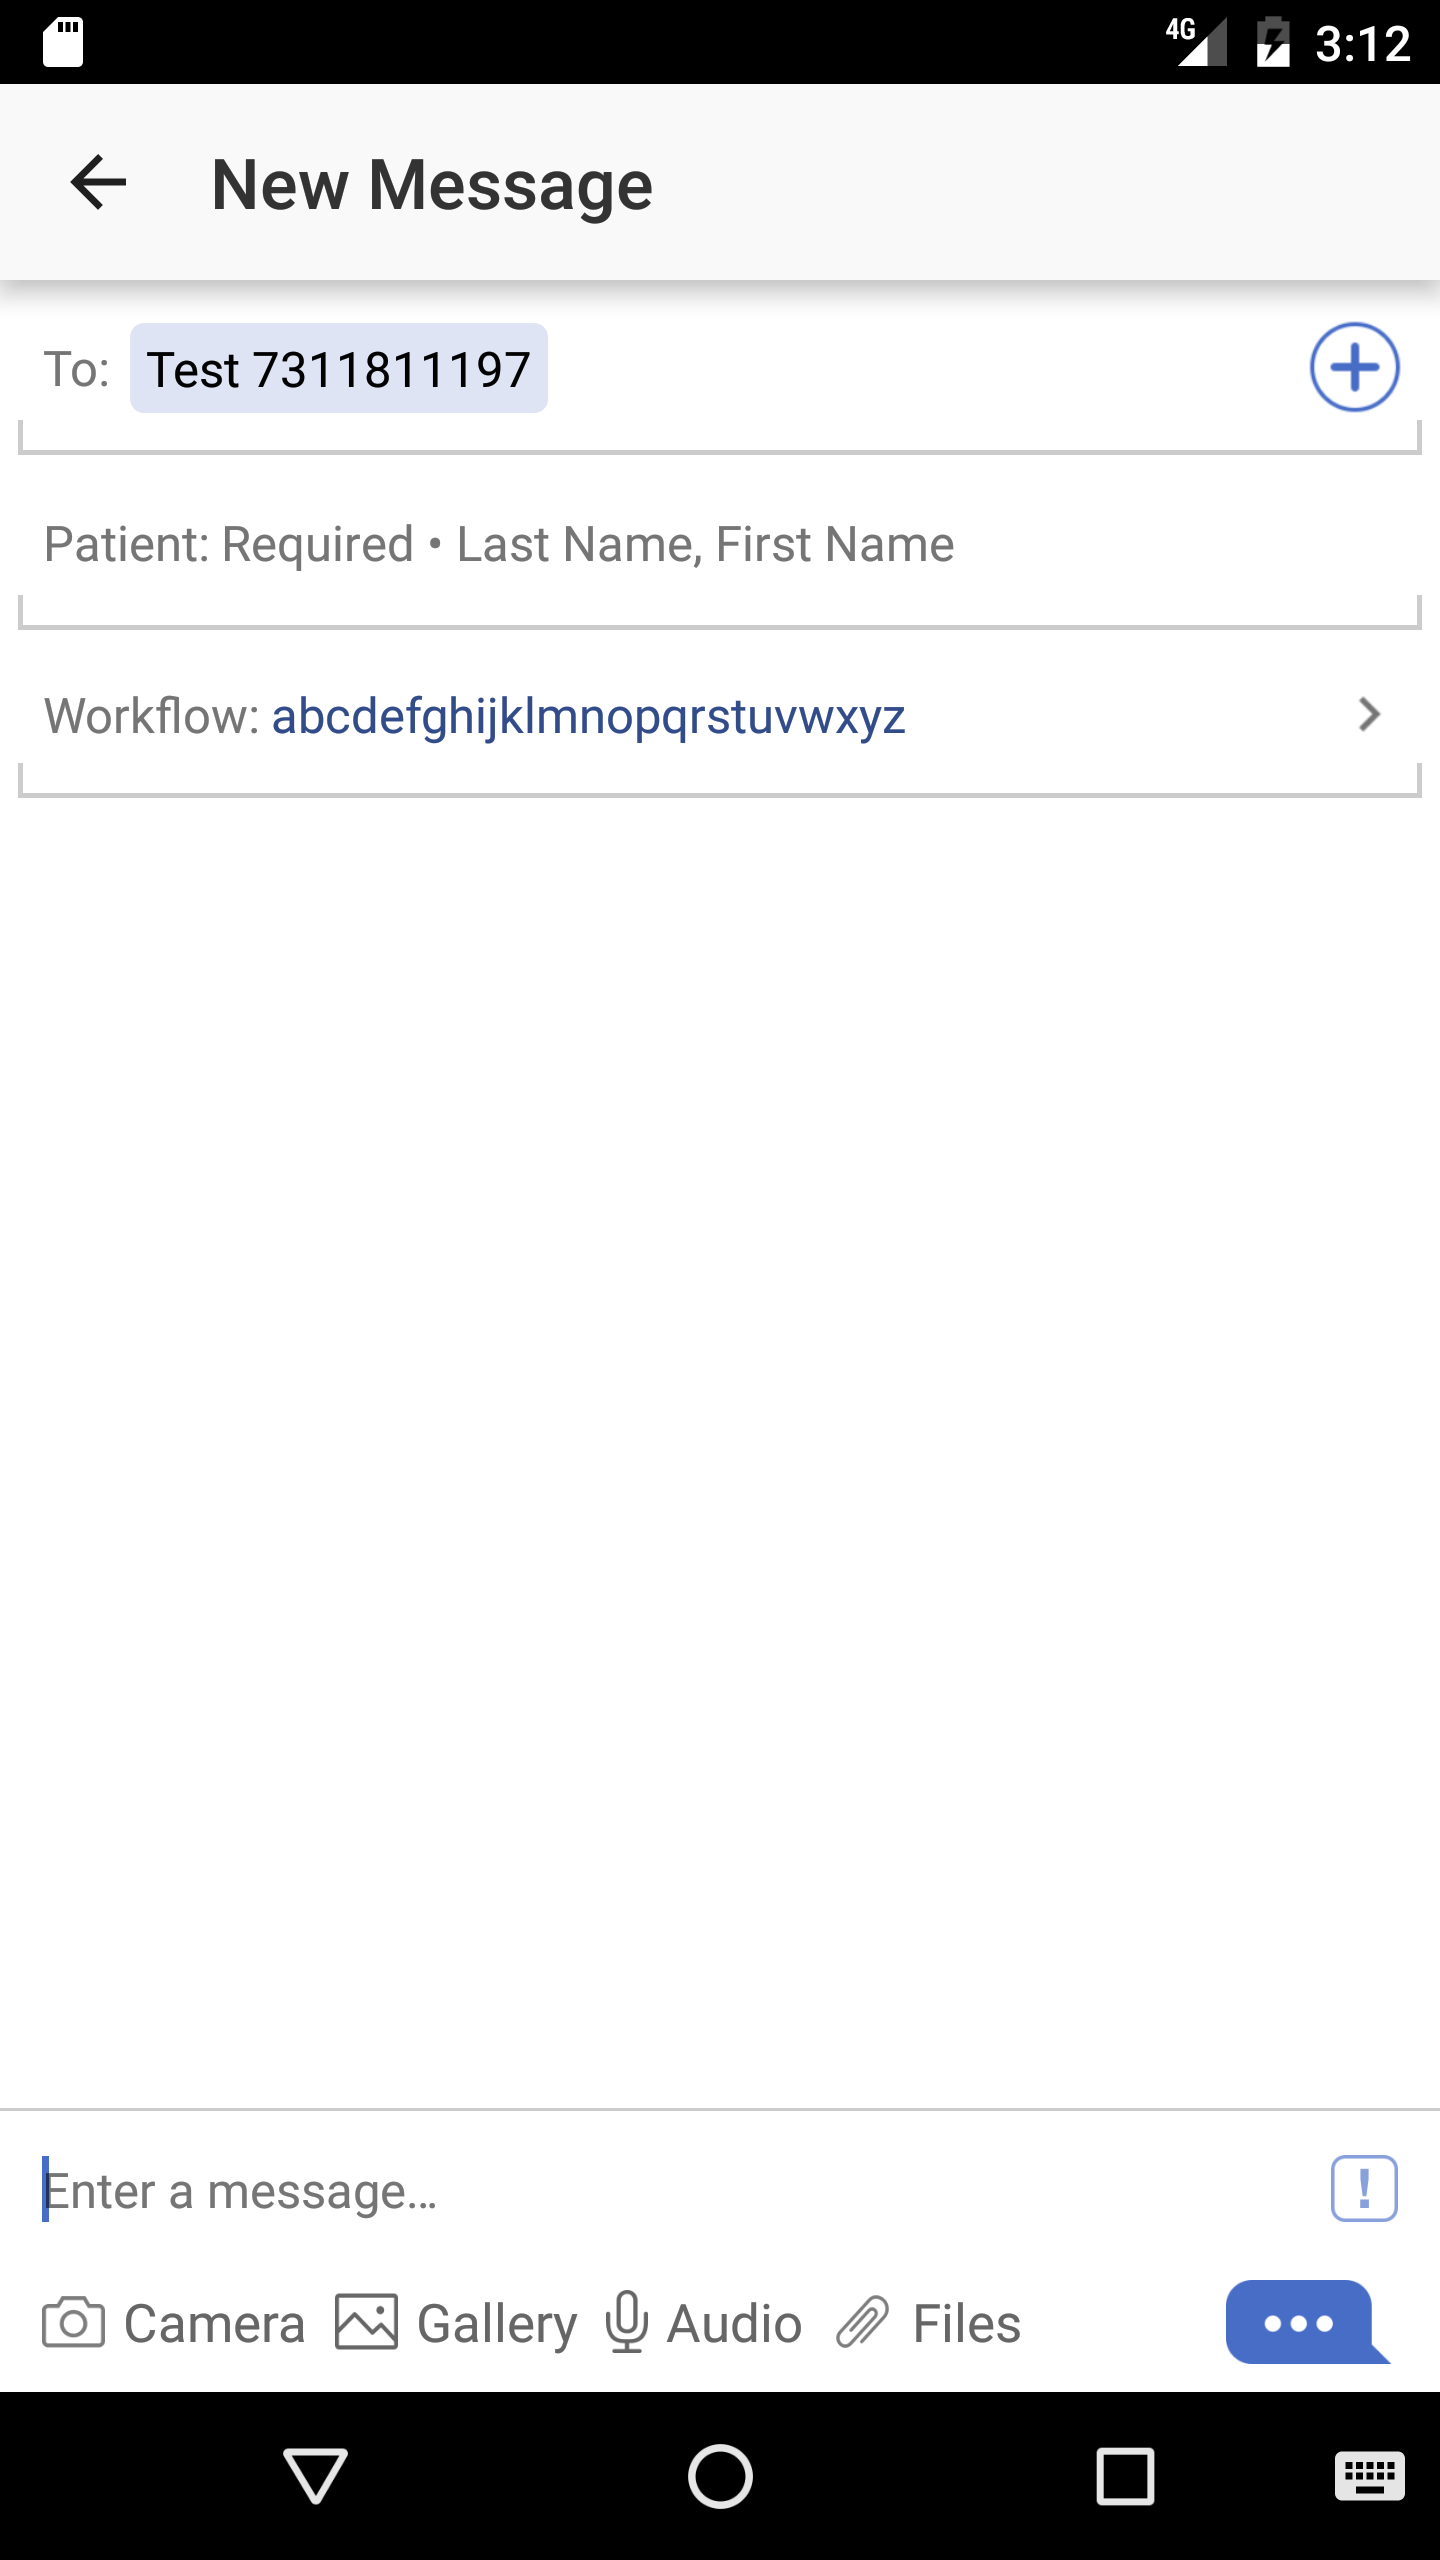 4G 3:12
New Message
To: Test 7311811197
Patient: Required • Last Name, First Name
Workflow: abcdefghijklmnopqrstuvwxyz
Enter a message...
!
Camera Gallery Audio Files